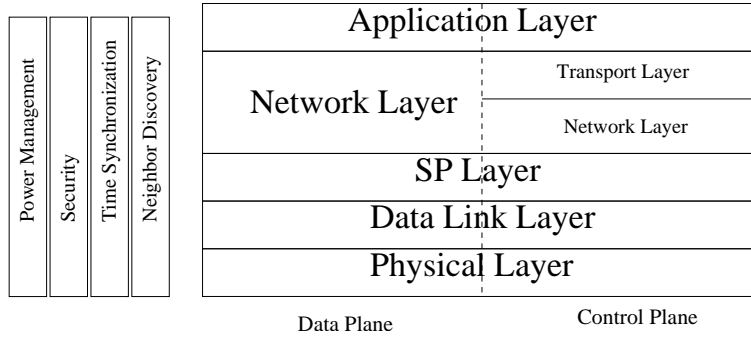 Power Management
Security
Time Synchronization
Neighbor Discovery
Application Layer
Network Layer
Transport Layer
Network Layer
SP Layer
Data Link Layer
Physical Layer
Data Plane
Control Plane